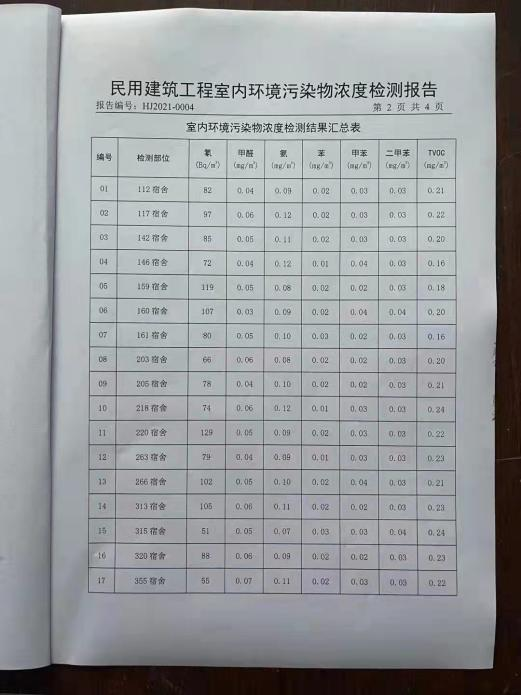 民用建筑工程室内环境污染物浓度检测报告
报告编号: HJ2021-0004 第 2 页 共 4 页
室内环境污染物浓度检测结果汇总表
编号 检测部位 氡 (Bq/m³) 甲醛 (mg/m³) 氨 (mg/m³) 苯 (mg/m³) 甲苯 (mg/m³) 二甲苯 (mg/m³) TVOC (mg/m³)
01 112 宿舍 82 0.04 0.09 0.02 0.03 0.03 0.21
02 117 宿舍 97 0.06 0.12 0.02 0.03 0.03 0.22
03 142 宿舍 85 0.05 0.11 0.02 0.03 0.03 0.20
04 146 宿舍 72 0.04 0.12 0.01 0.04 0.03 0.16
05 159 宿舍 119 0.05 0.08 0.02 0.02 0.03 0.18
06 160 宿舍 107 0.03 0.09 0.02 0.04 0.04 0.20
07 161 宿舍 80 0.05 0.10 0.03 0.02 0.03 0.16
08 203 宿舍 66 0.06 0.08 0.02 0.02 0.03 0.20
09 205 宿舍 78 0.04 0.10 0.02 0.03 0.03 0.21
10 218 宿舍 74 0.06 0.12 0.01 0.03 0.03 0.24
11 220 宿舍 129 0.05 0.09 0.02 0.03 0.03 0.22
12 263 宿舍 79 0.04 0.09 0.01 0.03 0.03 0.23
13 266 宿舍 102 0.05 0.10 0.02 0.04 0.03 0.21
14 313 宿舍 105 0.06 0.11 0.02 0.02 0.03 0.23
15 315 宿舍 51 0.05 0.07 0.03 0.03 0.04 0.24
16 320 宿舍 88 0.06 0.09 0.02 0.02 0.03 0.23
17 355 宿舍 55 0.07 0.11 0.02 0.03 0.03 0.22